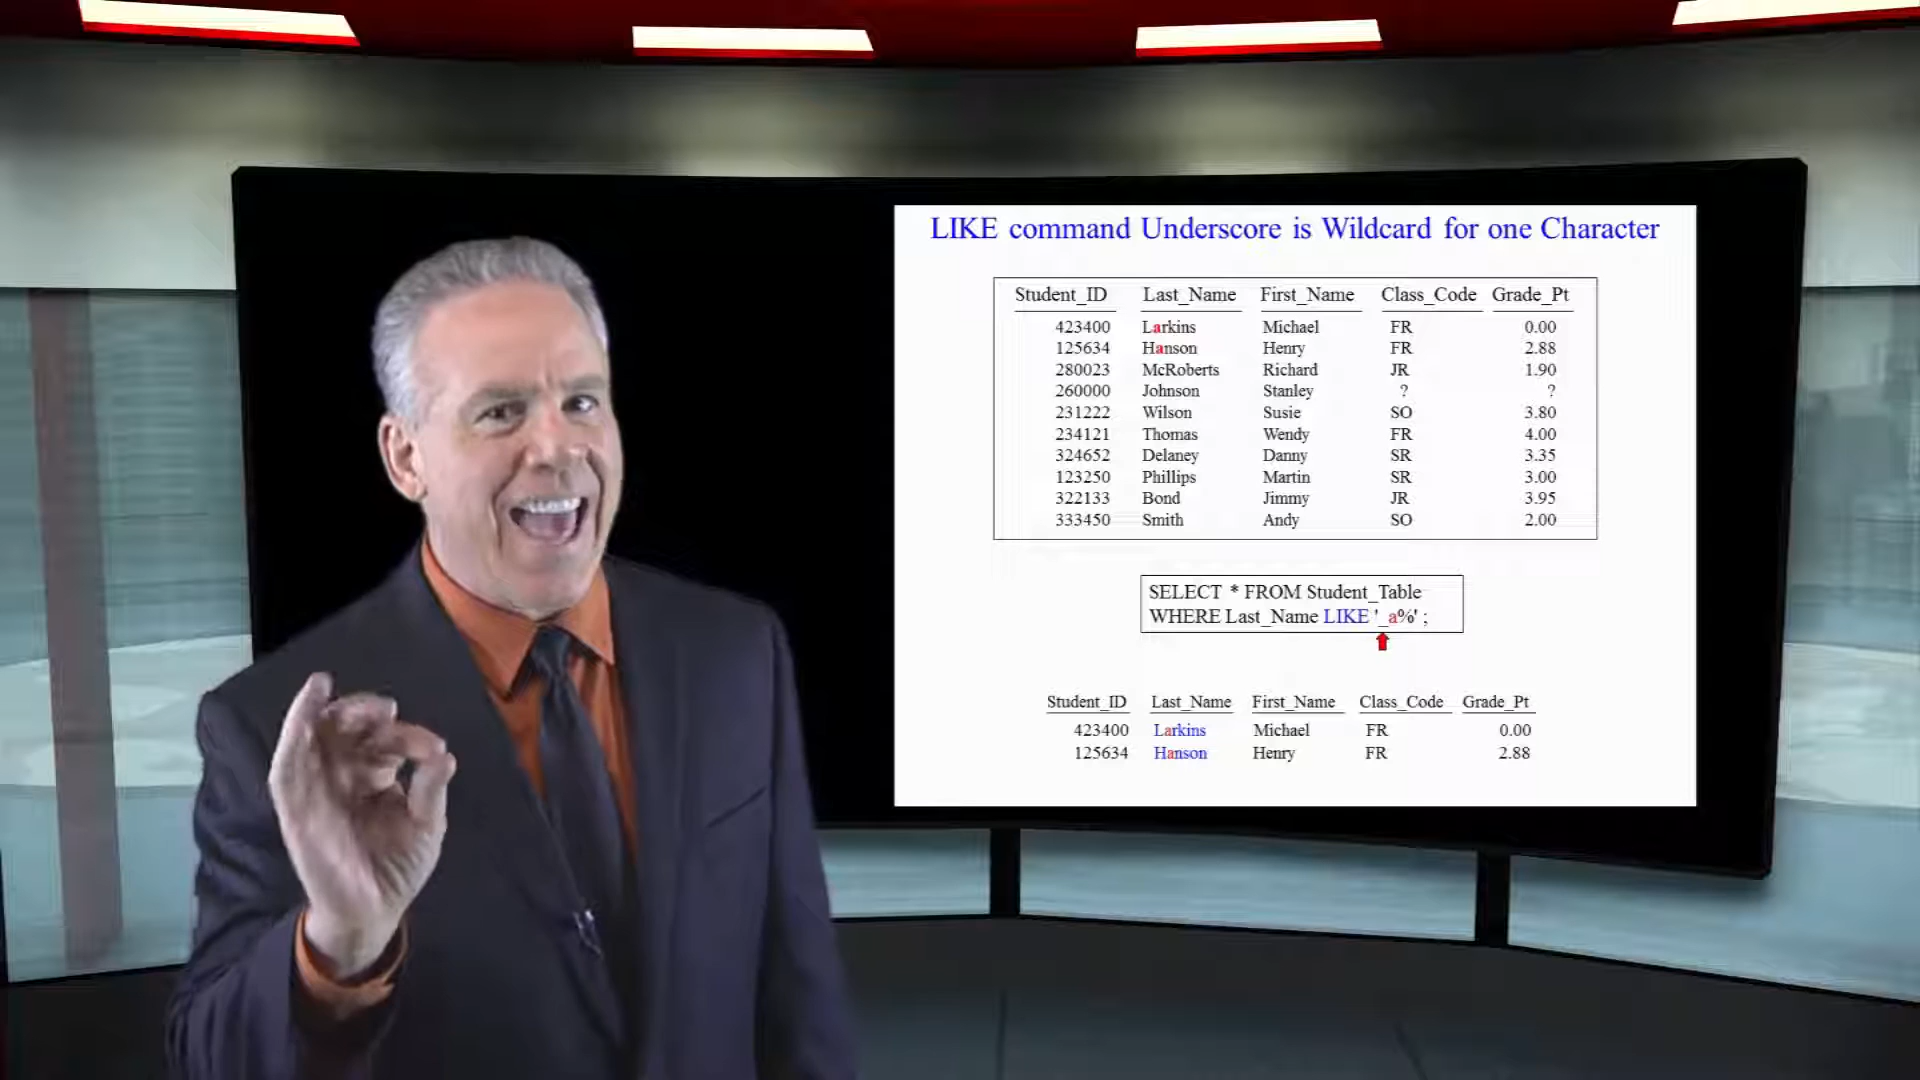 LIKE command Underscore is Wildcard for one Character
Student_ID Last_Name First_Name Class_Code Grade_Pt
423400 Larkins Michael FR 0.00
125634 Hanson Henry FR 2.88
280023 McRoberts Richard JR 1.90
260000 Johnson Stanley ? ?
231222 Wilson Susie SO 3.80
234121 Thomas Wendy FR 4.00
324652 Delaney Danny SR 3.35
123250 Phillips Martin SR 3.00
322133 Bond Jimmy JR 3.95
333450 Smith Andy SO 2.00
SELECT * FROM Student_Table
WHERE Last_Name LIKE '_a%' ;
Student_ID Last_Name First_Name Class_Code Grade_Pt
423400 Larkins Michael FR 0.00
125634 Hanson Henry FR 2.88